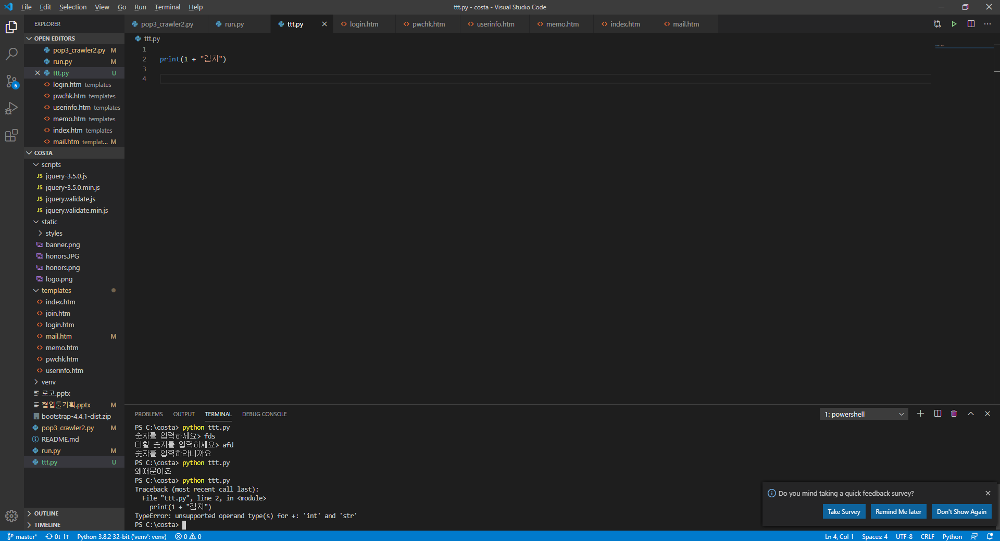 File Edit Selection View Go Run Terminal Help
ttt.py - costa - Visual Studio Code
EXPLORER
pop3_crawler2.py
run.py
ttt.py
login.htm
pwchk.htm
userinfo.htm
memo.htm
index.htm
mail.htm
OPEN EDITORS
pop3_crawler2.py M
run.py M
ttt.py U
login.htm templates
pwchk.htm templates
userinfo.htm templates
memo.htm templates
index.htm templates
mail.htm templat... M
6
COSTA
scripts
JS jquery-3.5.0.js
JS jquery-3.5.0.min.js
JS jquery.validate.js
JS jquery.validate.min.js
static
styles
banner.png
honors.JPG
honors.png
logo.png
templates
index.htm
join.htm
login.htm
mail.htm M
memo.htm
pwchk.htm
userinfo.htm
venv
로고.pptx
협업툴기획.pptx M
bootstrap-4.4.1-dist.zip
pop3_crawler2.py M
README.md
run.py M
ttt.py U
OUTLINE
TIMELINE
ttt.py
1
2 print(1 + "김치")
3
4
PROBLEMS OUTPUT TERMINAL DEBUG CONSOLE
1: powershell
PS C:\costa> python ttt.py
숫자를 입력하세요> fds
더할 숫자를 입력하세요> afd
숫자를 입력하라니까요
PS C:\costa> python ttt.py
왜때문이죠
PS C:\costa> python ttt.py
Traceback (most recent call last):
File "ttt.py", line 2, in <module>
print(1 + "김치")
TypeError: unsupported operand type(s) for +: 'int' and 'str'
PS C:\costa>
Do you mind taking a quick feedback survey?
Take Survey
Remind Me later
Don't Show Again
master* 0↓ 1↑ Python 3.8.2 32-bit ('venv': venv) 0 0
Ln 4, Col 1 Spaces: 4 UTF-8 CRLF Python